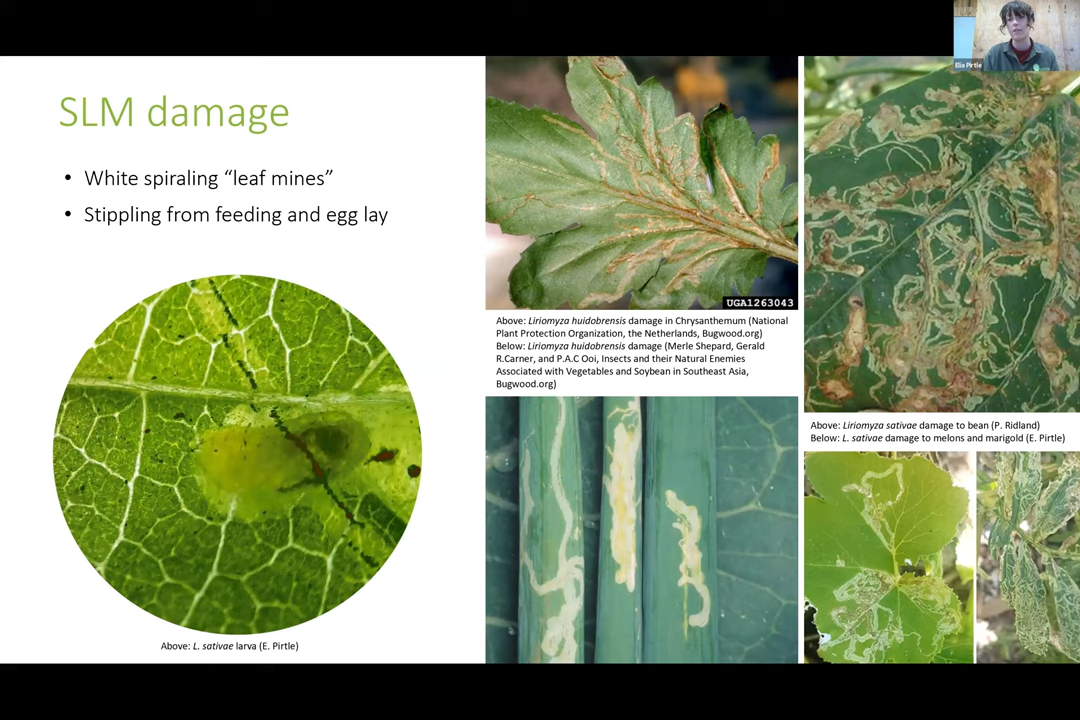 SLM damage
• White spiraling “leaf mines”
• Stippling from feeding and egg lay
Above: L. sativae larva (E. Pirtle)
UGA1263043
Above: Liriomyza huidobrensis damage in Chrysanthemum (National
Plant Protection Organization, the Netherlands, Bugwood.org)
Below: Liriomyza huidobrensis damage (Merle Shepard, Gerald
R.Carner, and P.A.C Ooi, Insects and their Natural Enemies
Associated with Vegetables and Soybean in Southeast Asia,
Bugwood.org)
Above: Liriomyza sativae damage to bean (P. Ridland)
Below: L. sativae damage to melons and marigold (E. Pirtle)
Elia Pirtle